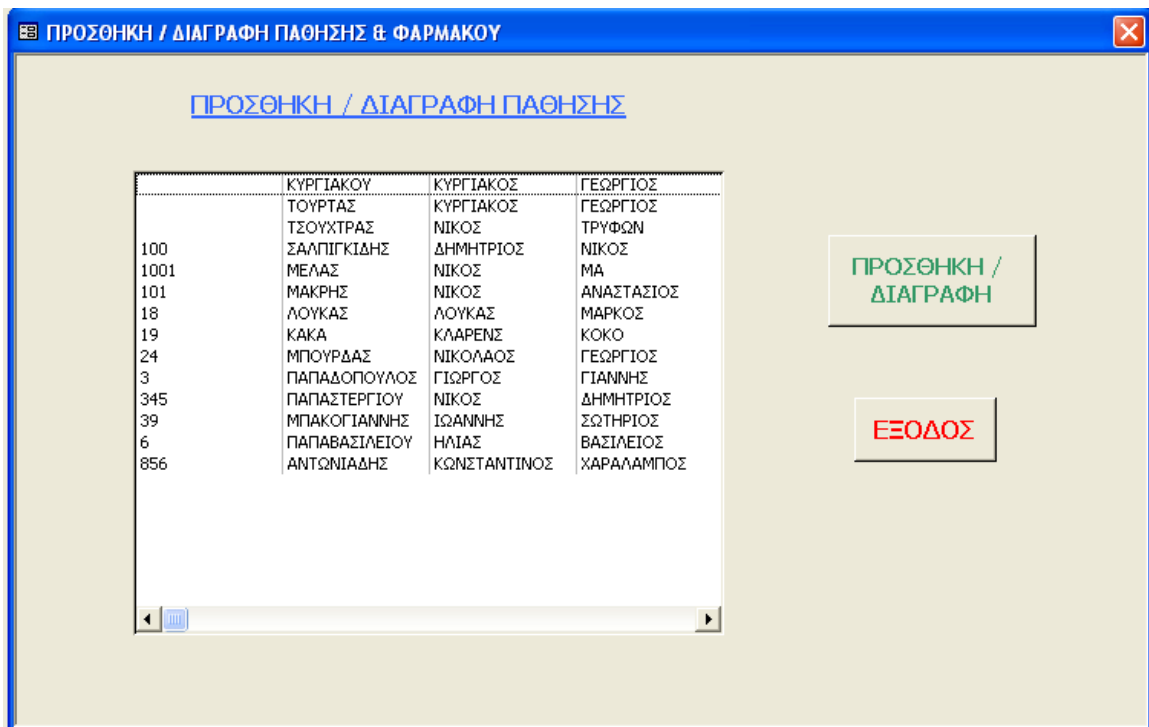 ΠΡΟΣΘΗΚΗ / ΔΙΑΓΡΑΦΗ ΠΑΘΗΣΗΣ & ΦΑΡΜΑΚΟΥ
ΠΡΟΣΘΗΚΗ / ΔΙΑΓΡΑΦΗ ΠΑΘΗΣΗΣ
ΚΥΡΓΙΑΚΟΥ ΚΥΡΓΙΑΚΟΣ ΓΕΩΡΓΙΟΣ
ΤΟΥΡΤΑΣ ΚΥΡΓΙΑΚΟΣ ΓΕΩΡΓΙΟΣ
ΤΣΟΥΧΤΡΑΣ ΝΙΚΟΣ ΤΡΥΦΩΝ
100 ΣΑΛΠΙΓΚΙΔΗΣ ΔΗΜΗΤΡΙΟΣ ΝΙΚΟΣ
1001 ΜΕΛΑΣ ΝΙΚΟΣ ΜΑ
101 ΜΑΚΡΗΣ ΝΙΚΟΣ ΑΝΑΣΤΑΣΙΟΣ
18 ΛΟΥΚΑΣ ΛΟΥΚΑΣ ΜΑΡΚΟΣ
19 ΚΑΚΑ ΚΛΑΡΕΝΣ ΚΟΚΟ
24 ΜΠΟΥΡΔΑΣ ΝΙΚΟΛΑΟΣ ΓΕΩΡΓΙΟΣ
3 ΠΑΠΑΔΟΠΟΥΛΟΣ ΓΙΩΡΓΟΣ ΓΙΑΝΝΗΣ
345 ΠΑΠΑΣΤΕΡΓΙΟΥ ΝΙΚΟΣ ΔΗΜΗΤΡΙΟΣ
39 ΜΠΑΚΟΓΙΑΝΝΗΣ ΙΩΑΝΝΗΣ ΣΩΤΗΡΙΟΣ
6 ΠΑΠΑΒΑΣΙΛΕΙΟΥ ΗΛΙΑΣ ΒΑΣΙΛΕΙΟΣ
856 ΑΝΤΩΝΙΑΔΗΣ ΚΩΝΣΤΑΝΤΙΝΟΣ ΧΑΡΑΛΑΜΠΟΣ
ΠΡΟΣΘΗΚΗ /
ΔΙΑΓΡΑΦΗ
ΕΞΟΔΟΣ